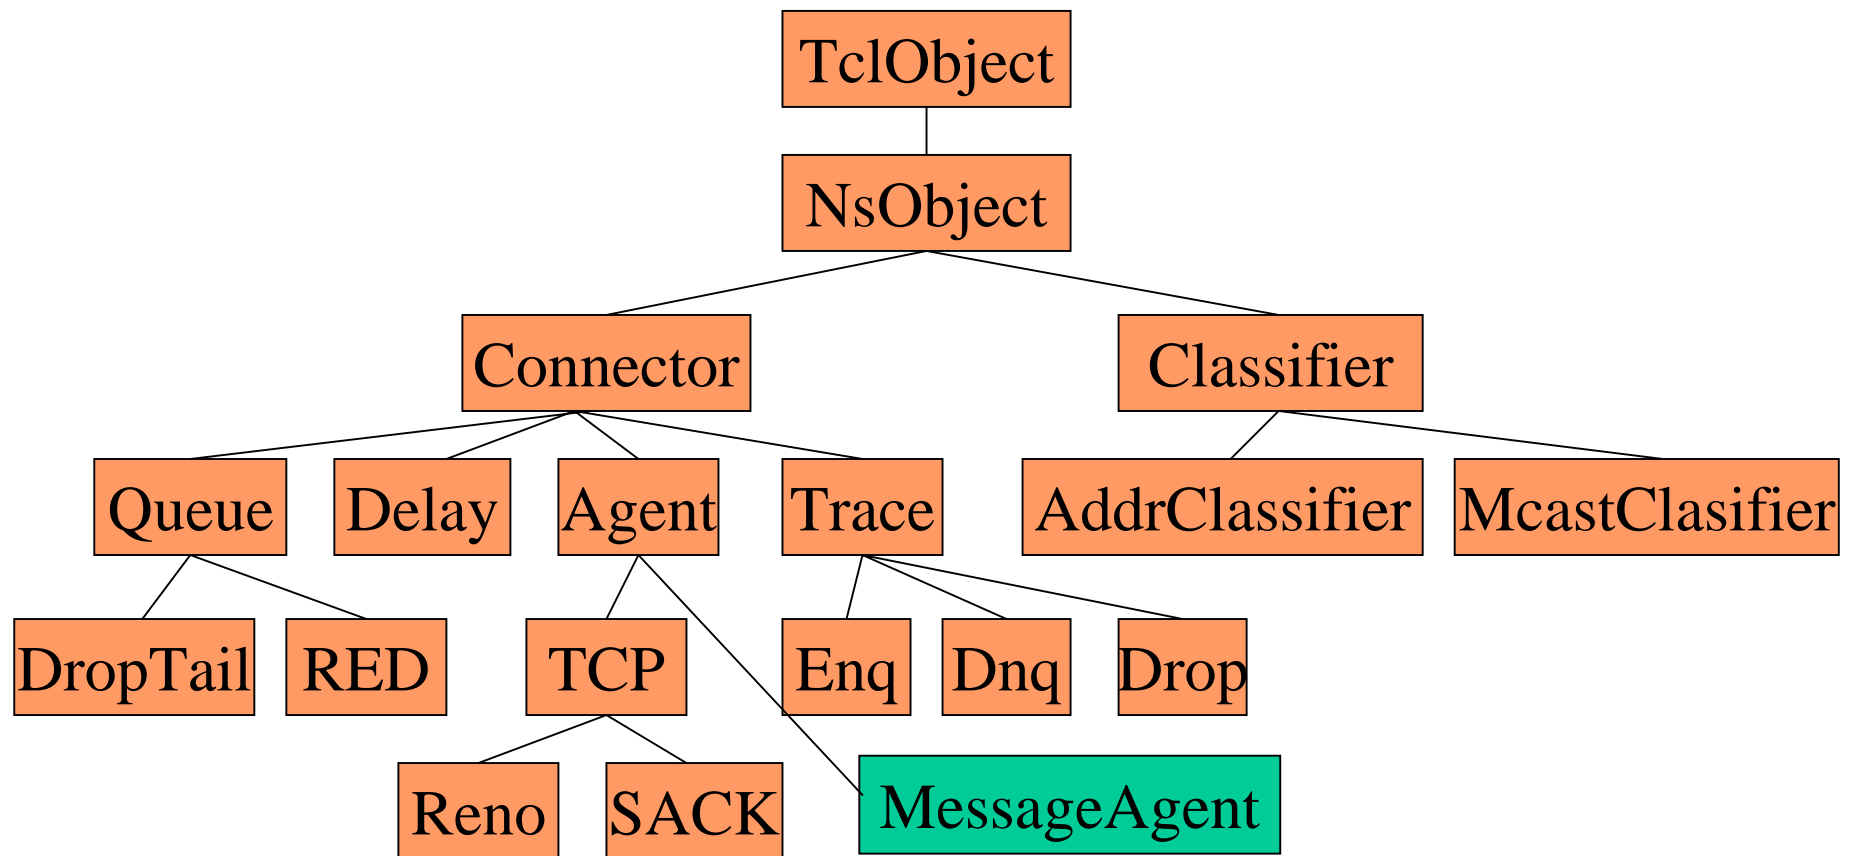 TclObject
NsObject
Connector
Classifier
Queue
Delay
Agent
Trace
AddrClassifier
McastClasifier
DropTail
RED
TCP
Enq
Dnq
Drop
Reno
SACK
MessageAgent